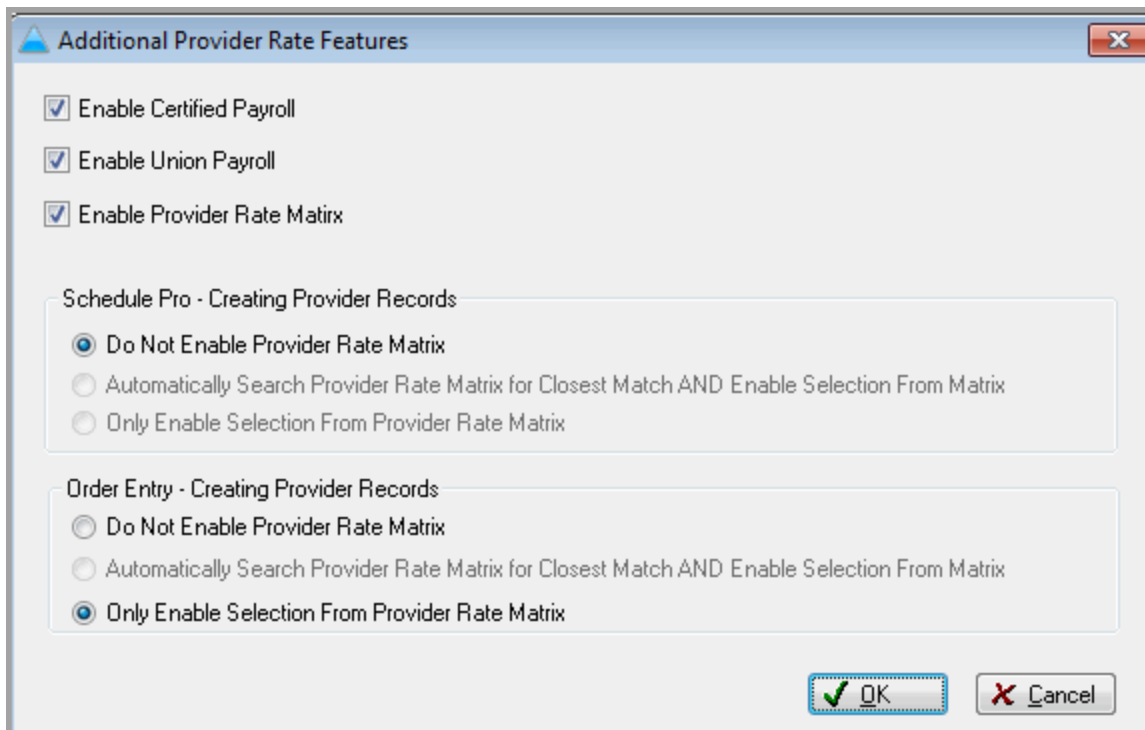 Additional Provider Rate Features
Enable Certified Payroll
Enable Union Payroll
Enable Provider Rate Matirx
Schedule Pro - Creating Provider Records
Do Not Enable Provider Rate Matrix
Automatically Search Provider Rate Matrix for Closest Match AND Enable Selection From Matrix
Only Enable Selection From Provider Rate Matrix
Order Entry - Creating Provider Records
Do Not Enable Provider Rate Matrix
Automatically Search Provider Rate Matrix for Closest Match AND Enable Selection From Matrix
Only Enable Selection From Provider Rate Matrix
OK Cancel